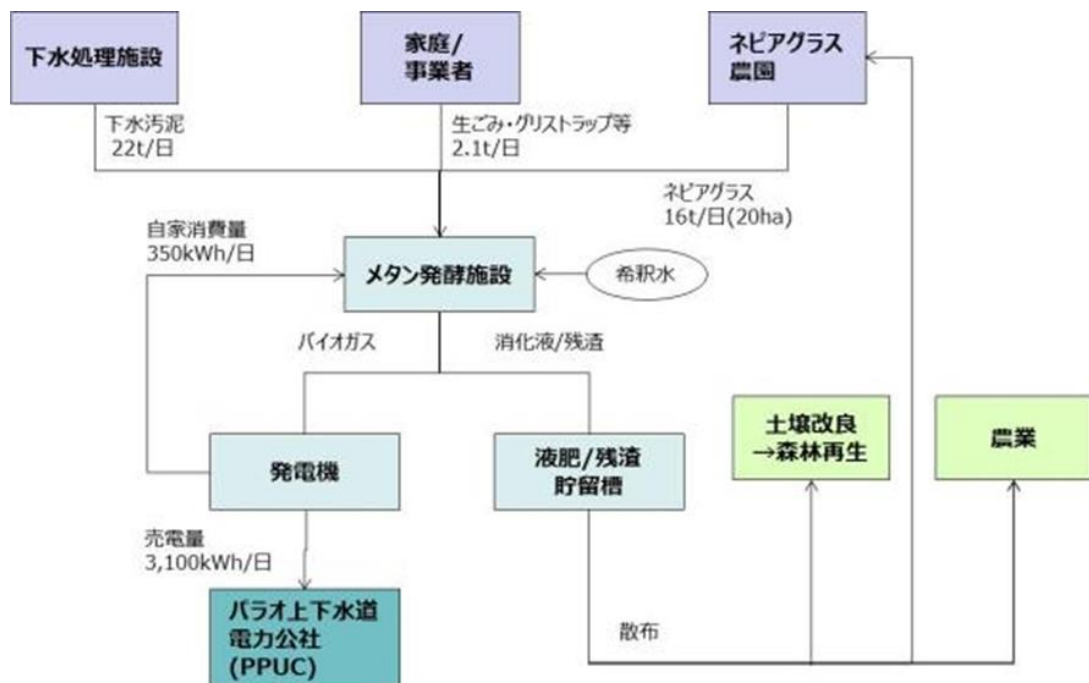 下水処理施設
家庭/
事業者
ネピアグラス
農園
下水汚泥
22t/日
生ごみ・グリストラップ等
2.1t/日
ネピアグラス
16t/日(20ha)
自家消費量
350kWh/日
メタン発酵施設
希釈水
バイオガス
消化液/残渣
発電機
液肥/残渣
貯留槽
土壌改良
→森林再生
農業
売電量
3,100kWh/日
パラオ上下水道
電力公社
(PPUC)
散布